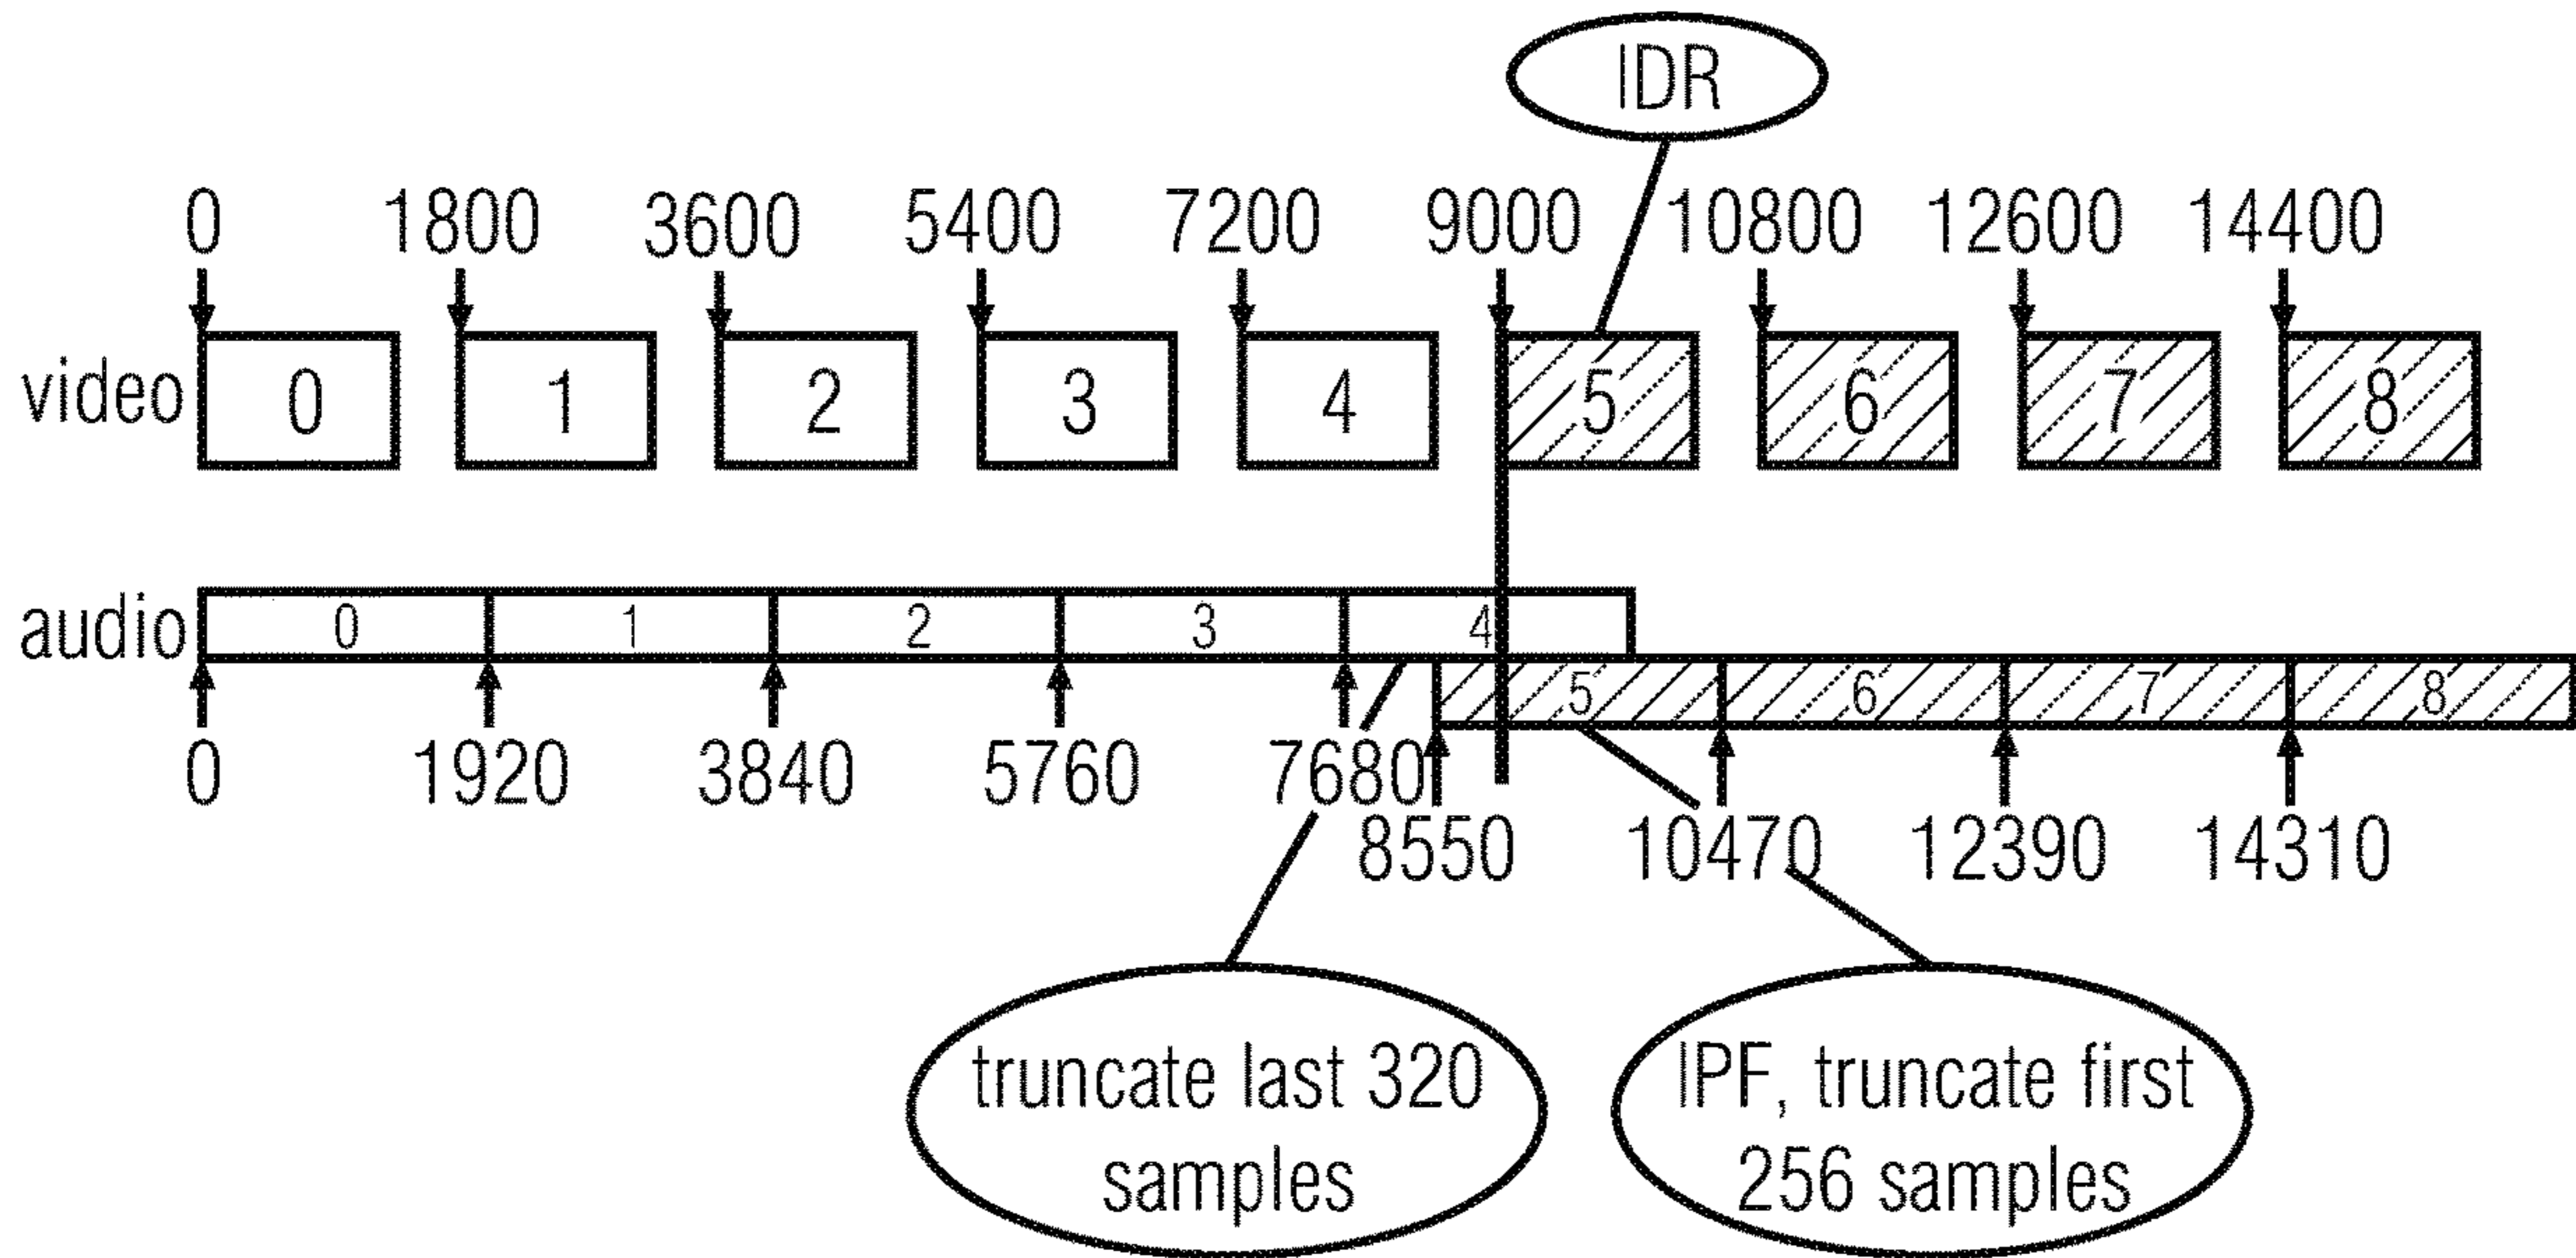 IDR
0 1800 3600 5400 7200 9000 10800 12600 14400
video 0 1 2 3 4 5 6 7 8
audio 0 1 2 3 4
5 6 7 8
0 1920 3840 5760 7680
8550 10470 12390 14310
truncate last 320
samples
IPF, truncate first
256 samples